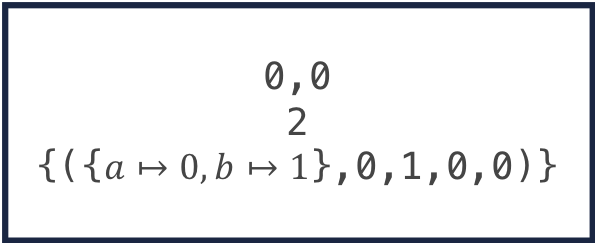 0,0
2
{({a ↦ 0, b ↦ 1},0,1,0,0)}